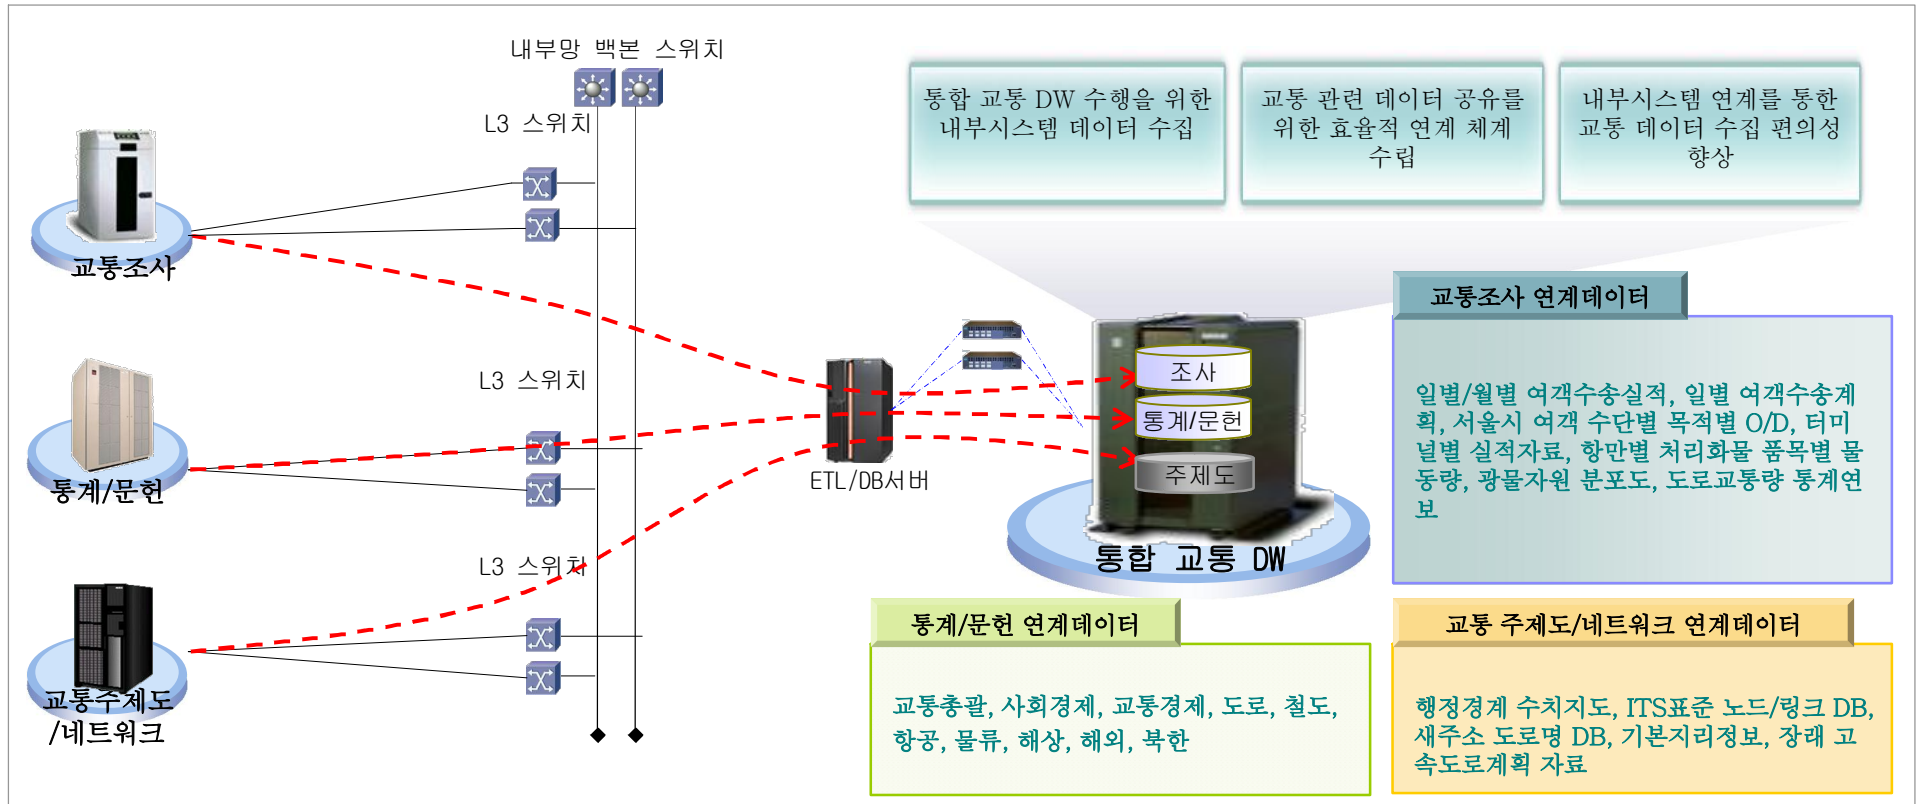 내부망 백본 스위치
L3 스위치
통합 교통 DW 수행을 위한
내부시스템 데이터 수집
교통 관련 데이터 공유를
위한 효율적 연계 체계
수립
내부시스템 연계를 통한
교통 데이터 수집 편의성
향상
교통조사
L3 스위치
통계/문헌
L3 스위치
교통주제도
/네트워크
ETL/DB서버
조사
통계/문헌
주제도
통합 교통 DW
교통조사 연계데이터
일별/월별 여객수송실적, 일별 여객수송계
획, 서울시 여객 수단별 목적별 O/D, 터미
널별 실적자료, 항만별 처리화물 품목별 물
동량, 광물자원 분포도, 도로교통량 통계연
보
통계/문헌 연계데이터
교통총괄, 사회경제, 교통경제, 도로, 철도,
항공, 물류, 해상, 해외, 북한
교통 주제도/네트워크 연계데이터
행정경계 수치지도, ITS표준 노드/링크 DB,
새주소 도로명 DB, 기본지리정보, 장래 고
속도로계획 자료